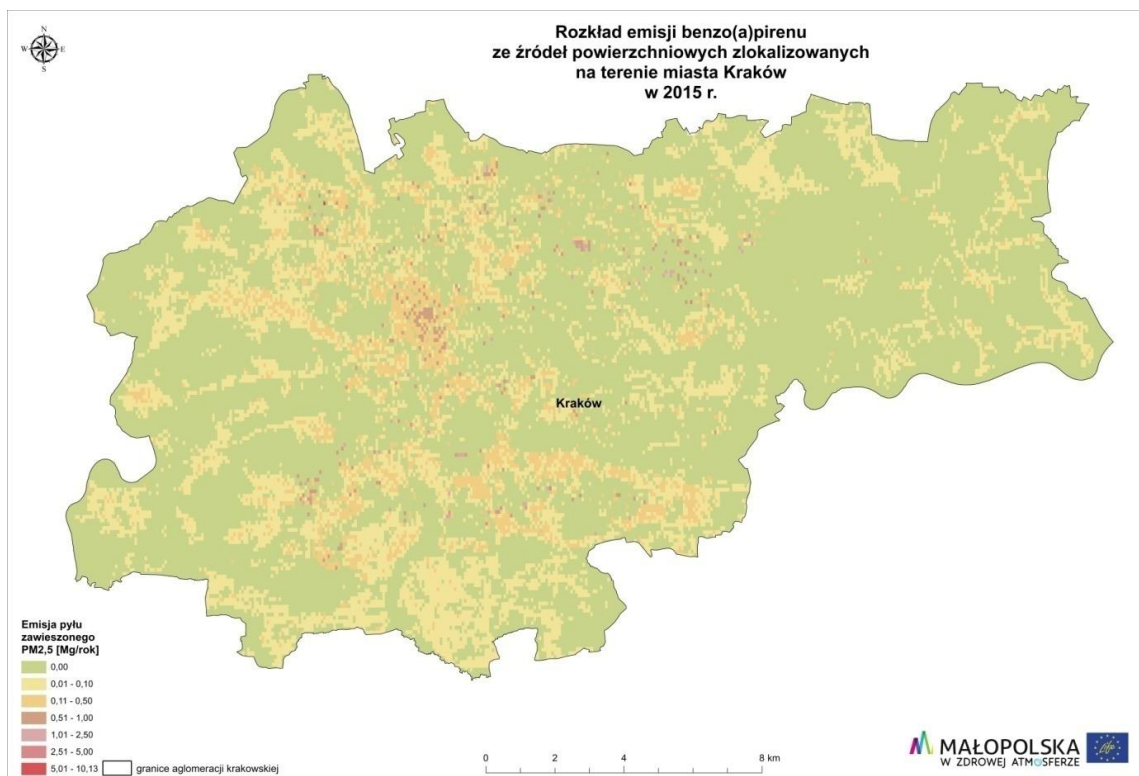 Rozkład emisji benzo(a)pirenu
ze źródeł powierzchniowych zlokalizowanych
na terenie miasta Kraków
w 2015 r.
N
W E
S
Kraków
Emisja pyłu
zawieszonego
PM2,5 [Mg/rok]
0,00
0,01 - 0,10
0,11 - 0,50
0,51 - 1,00
1,01 - 2,50
2,51 - 5,00
5,01 - 10,13
granice aglomeracji krakowskiej
0 2 4 8 km
MAŁOPOLSKA
W ZDROWEJ ATMOSFERZE
Life